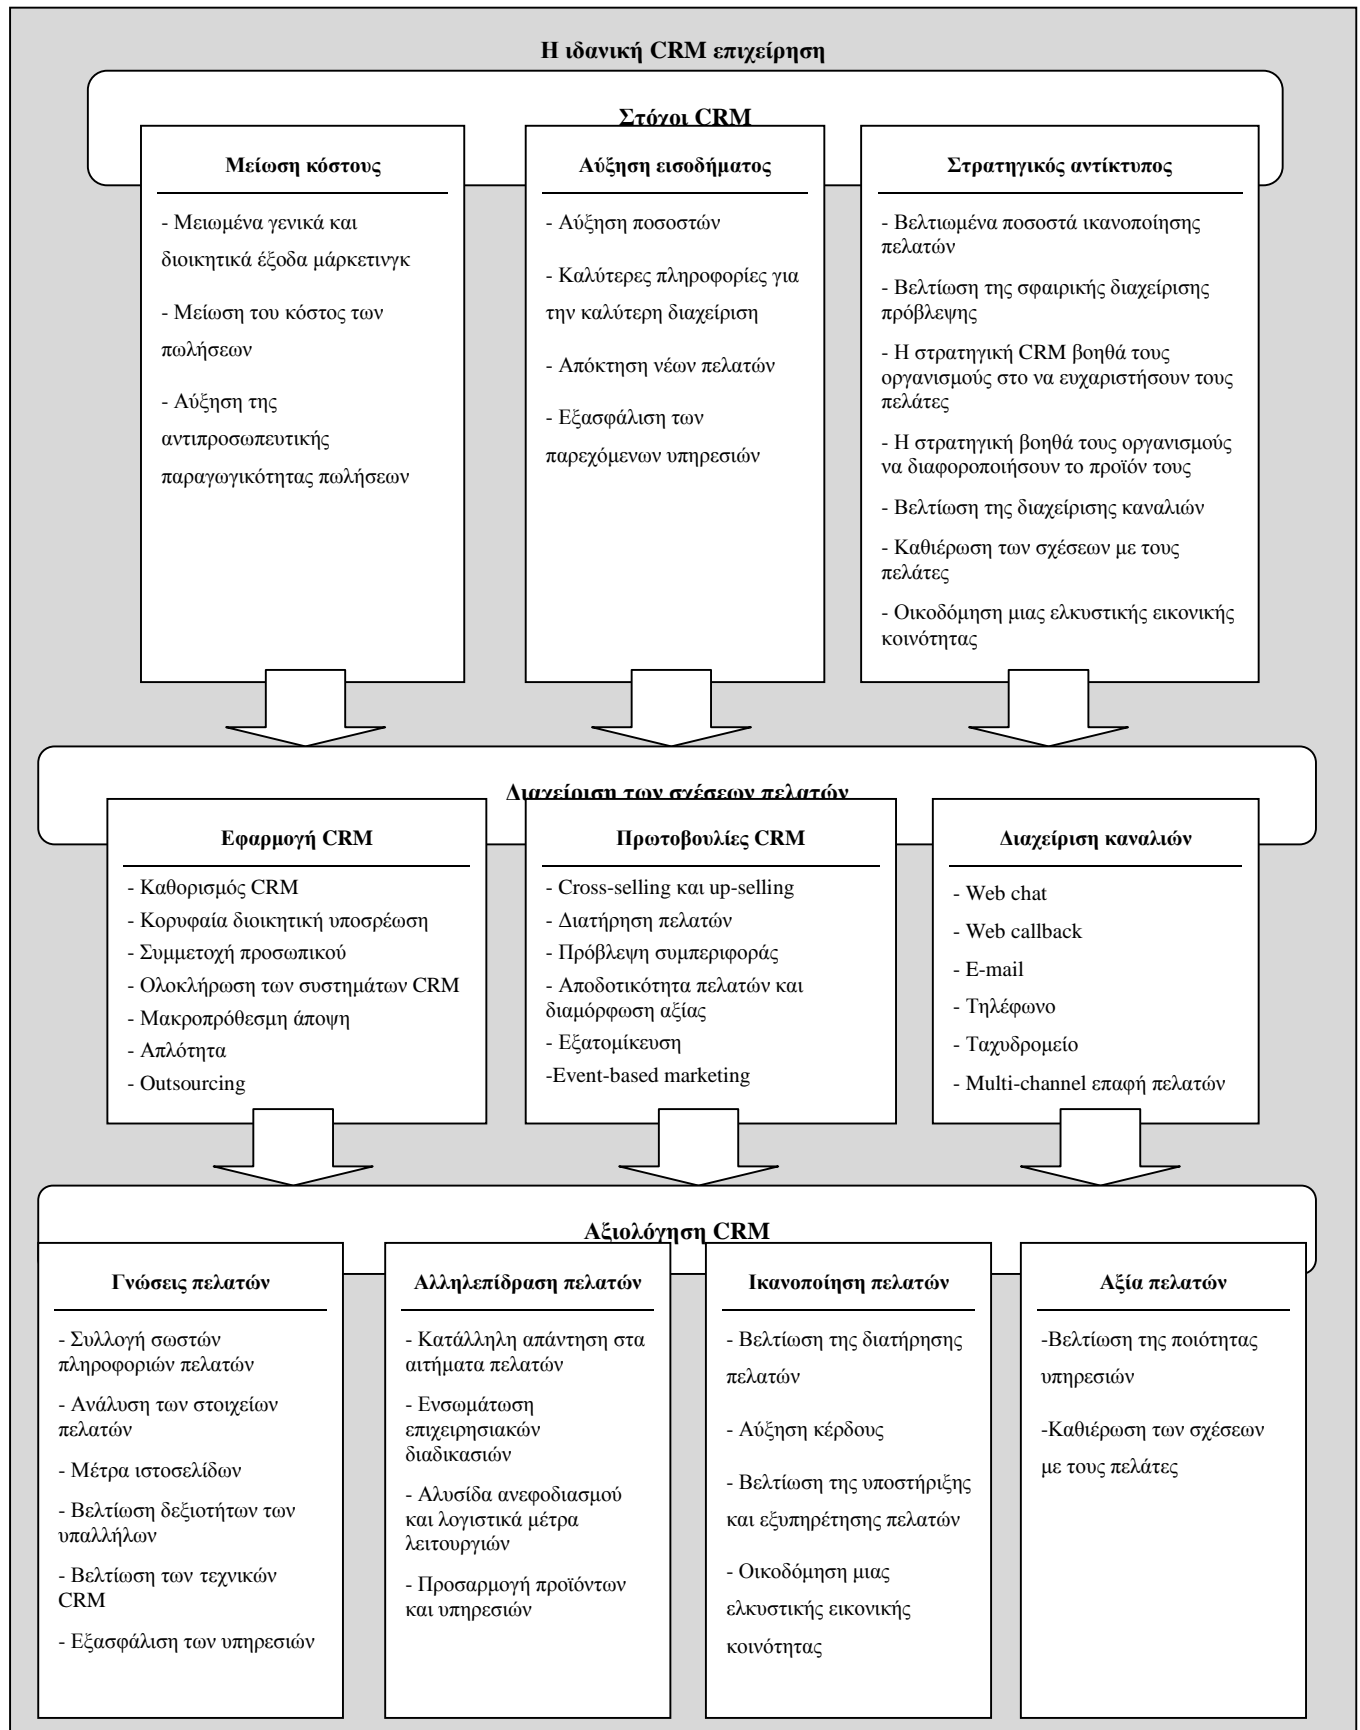 Η ιδανική CRM επιχείρηση
Στόχοι CRM
Μείωση κόστους
- Μειωμένα γενικά και
διοικητικά έξοδα μάρκετινγκ
- Μείωση του κόστος των
πωλήσεων
- Αύξηση της
αντιπροσωπευτικής
παραγωγικότητας πωλήσεων
Αύξηση εισοδήματος
- Αύξηση ποσοστών
- Καλύτερες πληροφορίες για
την καλύτερη διαχείριση
- Απόκτηση νέων πελατών
- Εξασφάλιση των
παρεχόμενων υπηρεσιών
Στρατηγικός αντίκτυπος
- Βελτιωμένα ποσοστά ικανοποίησης
πελατών
- Βελτίωση της σφαιρικής διαχείρισης
πρόβλεψης
- Η στρατηγική CRM βοηθά τους
οργανισμούς στο να ευχαριστήσουν τους
πελάτες
- Η στρατηγική βοηθά τους οργανισμούς
να διαφοροποιήσουν το προϊόν τους
- Βελτίωση της διαχείρισης καναλιών
- Καθιέρωση των σχέσεων με τους
πελάτες
- Οικοδόμηση μιας ελκυστικής εικονικής
κοινότητας
Διαχείριση των σχέσεων πελατών
Εφαρμογή CRM
- Καθορισμός CRM
- Κορυφαία διοικητική υποσρέωση
- Συμμετοχή προσωπικού
- Ολοκλήρωση των συστημάτων CRM
- Μακροπρόθεσμη άποψη
- Απλότητα
- Outsourcing
Πρωτοβουλίες CRM
- Cross-selling και up-selling
- Διατήρηση πελατών
- Πρόβλεψη συμπεριφοράς
- Αποδοτικότητα πελατών και
διαμόρφωση αξίας
- Εξατομίκευση
-Event-based marketing
Διαχείριση καναλιών
- Web chat
- Web callback
- E-mail
- Τηλέφωνο
- Ταχυδρομείο
- Multi-channel επαφή πελατών
Αξιολόγηση CRM
Γνώσεις πελατών
- Συλλογή σωστών
πληροφοριών πελατών
- Ανάλυση των στοιχείων
πελατών
- Μέτρα ιστοσελίδων
- Βελτίωση δεξιοτήτων των
υπαλλήλων
- Βελτίωση των τεχνικών
CRM
- Εξασφάλιση των υπηρεσιών
Αλληλεπίδραση πελατών
- Κατάλληλη απάντηση στα
αιτήματα πελατών
- Ενσωμάτωση
επιχειρησιακών
διαδικασιών
- Αλυσίδα ανεφοδιασμού
και λογιστικά μέτρα
λειτουργιών
- Προσαρμογή προϊόντων
και υπηρεσιών
Ικανοποίηση πελατών
- Βελτίωση της διατήρησης
πελατών
- Αύξηση κέρδους
- Βελτίωση της υποστήριξης
και εξυπηρέτησης πελατών
- Οικοδόμηση μιας
ελκυστικής εικονικής
κοινότητας
Αξία πελατών
-Βελτίωση της ποιότητας
υπηρεσιών
-Καθιέρωση των σχέσεων
με τους πελάτες